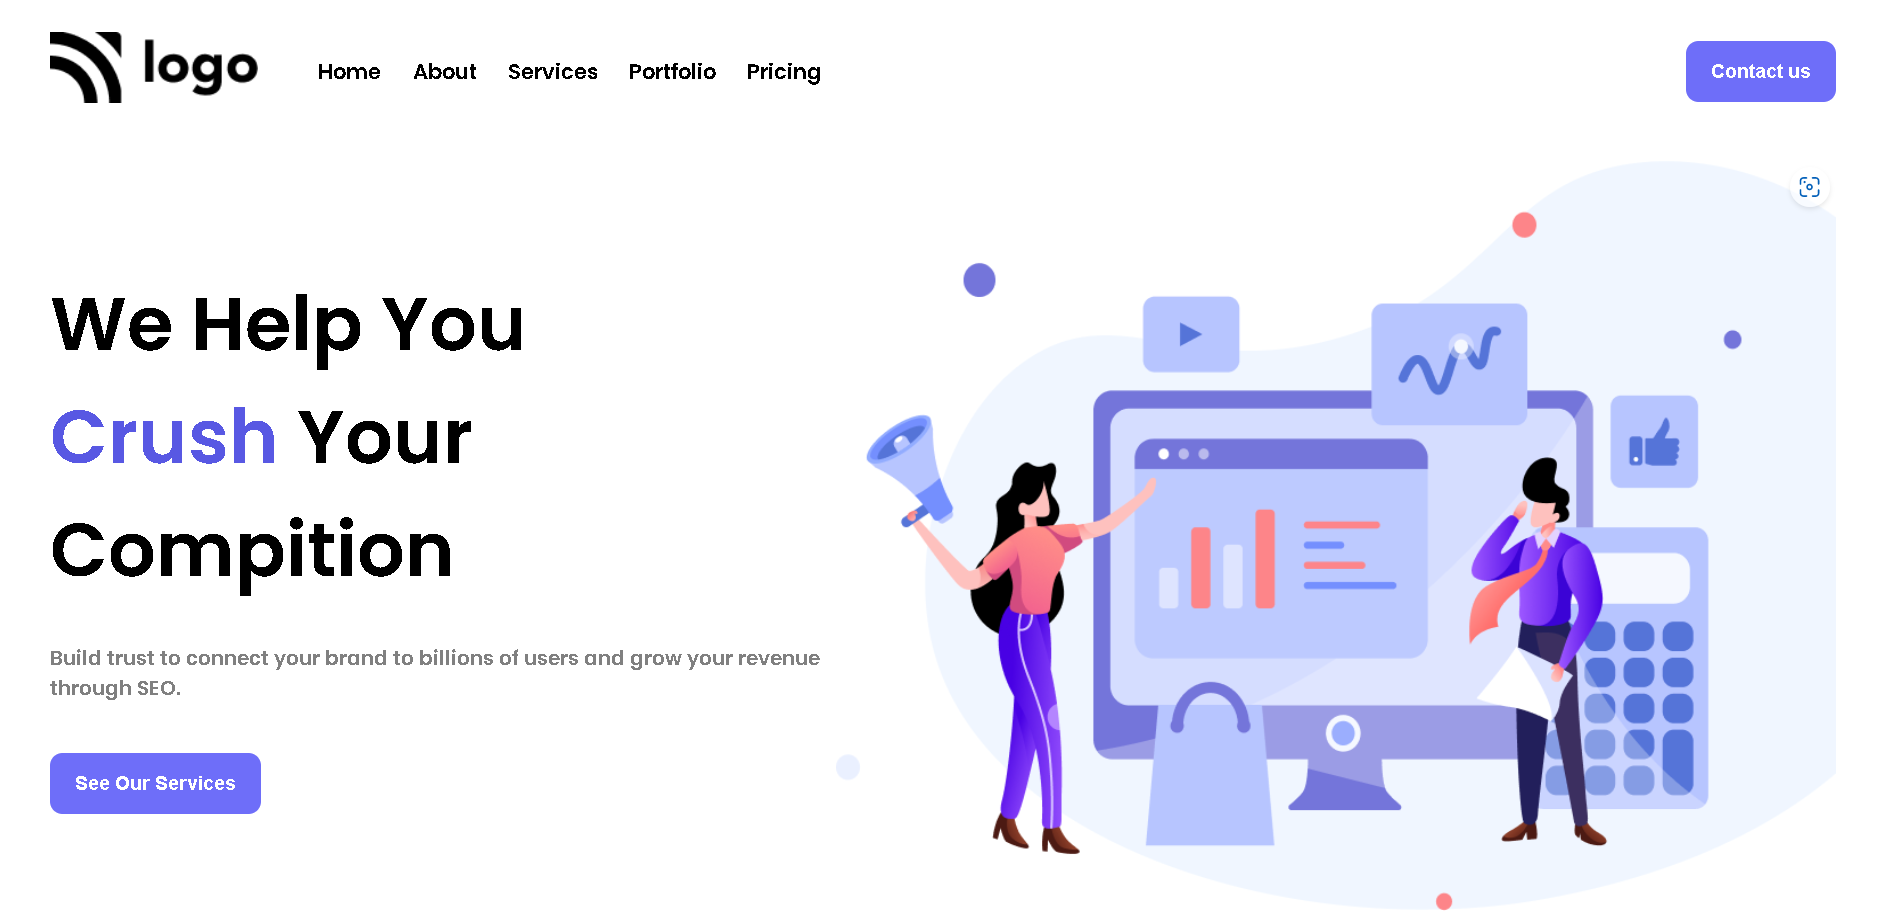 logo
Home About Services Portfolio Pricing
Contact us
We Help You
Crush Your
Compition
Build trust to connect your brand to billions of users and grow your revenue
through SEO.
See Our Services